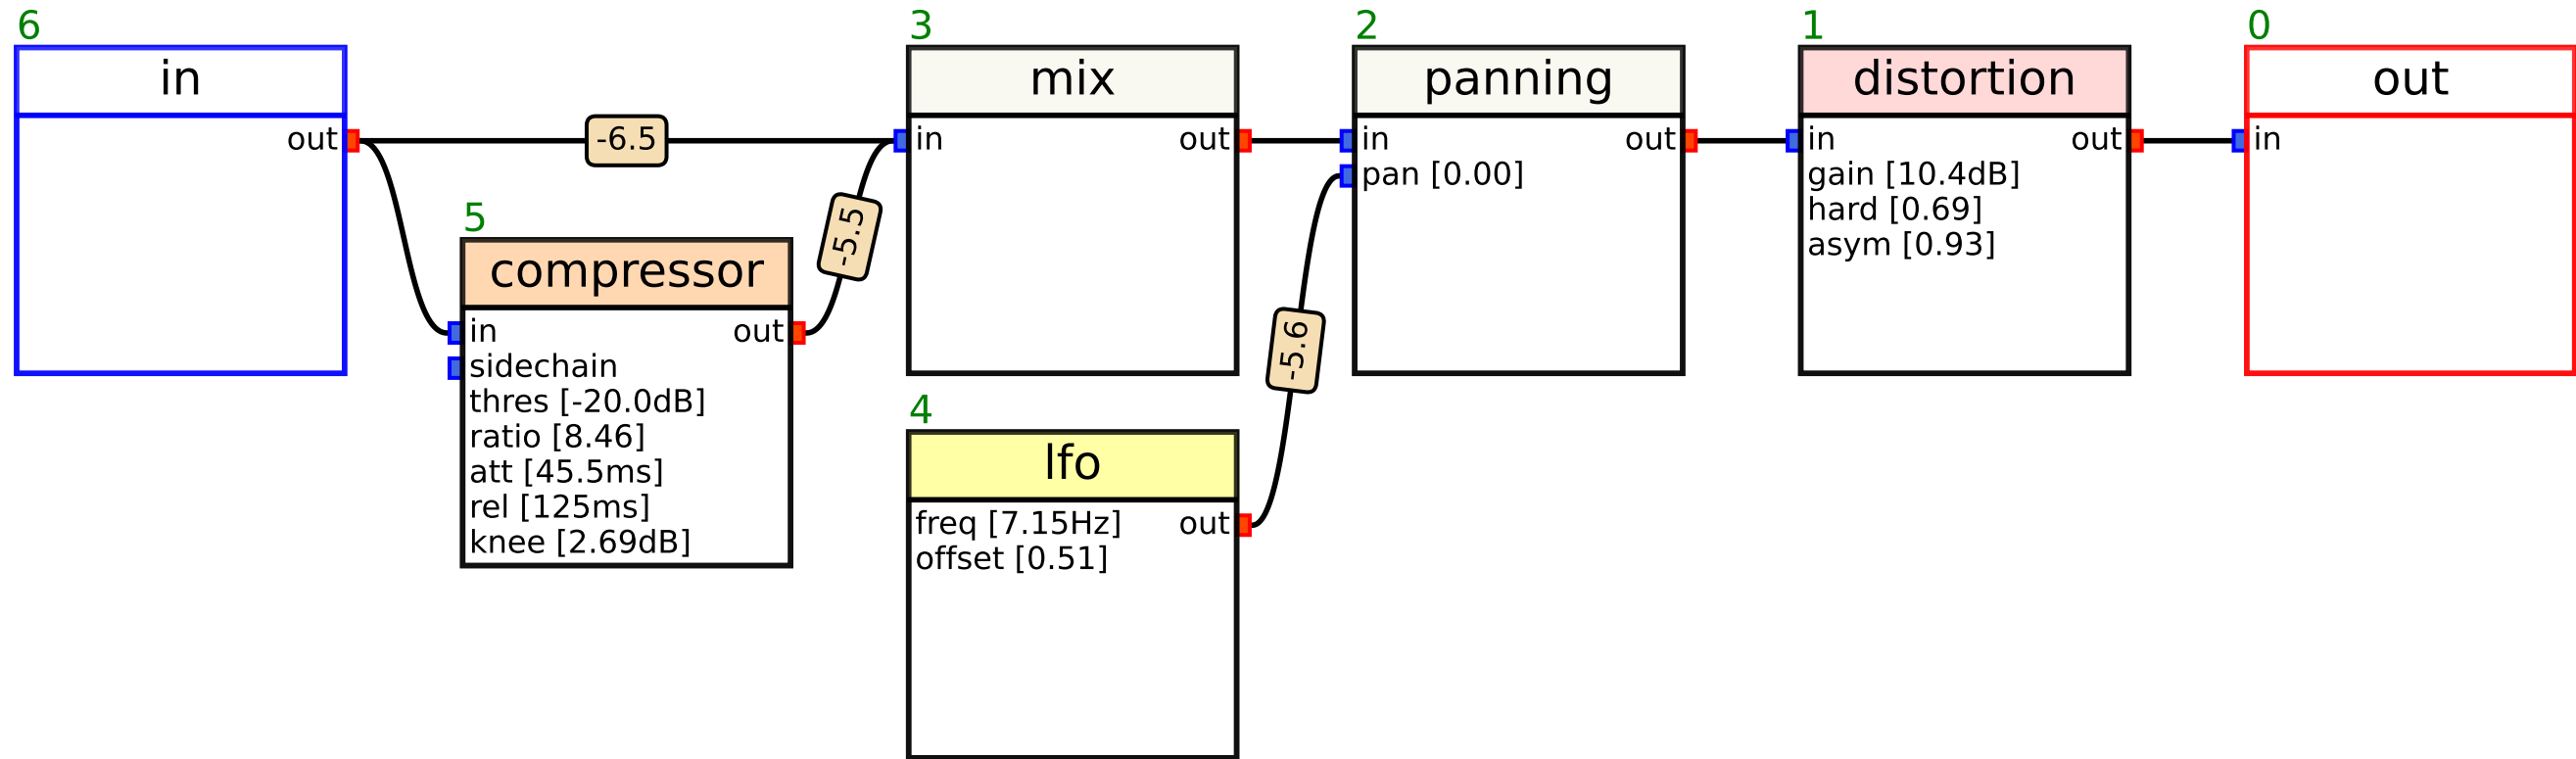 6
in
out
-6.5
5
compressor
in
out
sidechain
thres [-20.0dB]
ratio [8.46]
att [45.5ms]
rel [125ms]
knee [2.69dB]
-5.5
3
mix
in
out
4
lfo
freq [7.15Hz]
out
offset [0.51]
-5.6
2
panning
in
out
pan [0.00]
1
distortion
in
out
gain [10.4dB]
hard [0.69]
asym [0.93]
0
out
in